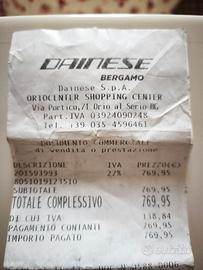 DAINESE
BERGAMO
Dainese S.p.A.
ORIOCENTER SHOPPING CENTER
Via Portico,71 Orio al Serio BG
Part.IVA 03924090248
Tel. +39 035-4596461
DOCUMENTO COMMERCIALE
di vendita o prestazione
DESCRIZIONE IVA PREZZO(€)
201593993 22% 769,95
8051019123510
SUBTOTALE 769,95
TOTALE COMPLESSIVO 769,95
DI CUI IVA 138,84
PAGAMENTO CONTANTI 769,95
IMPORTO PAGATO 769,95